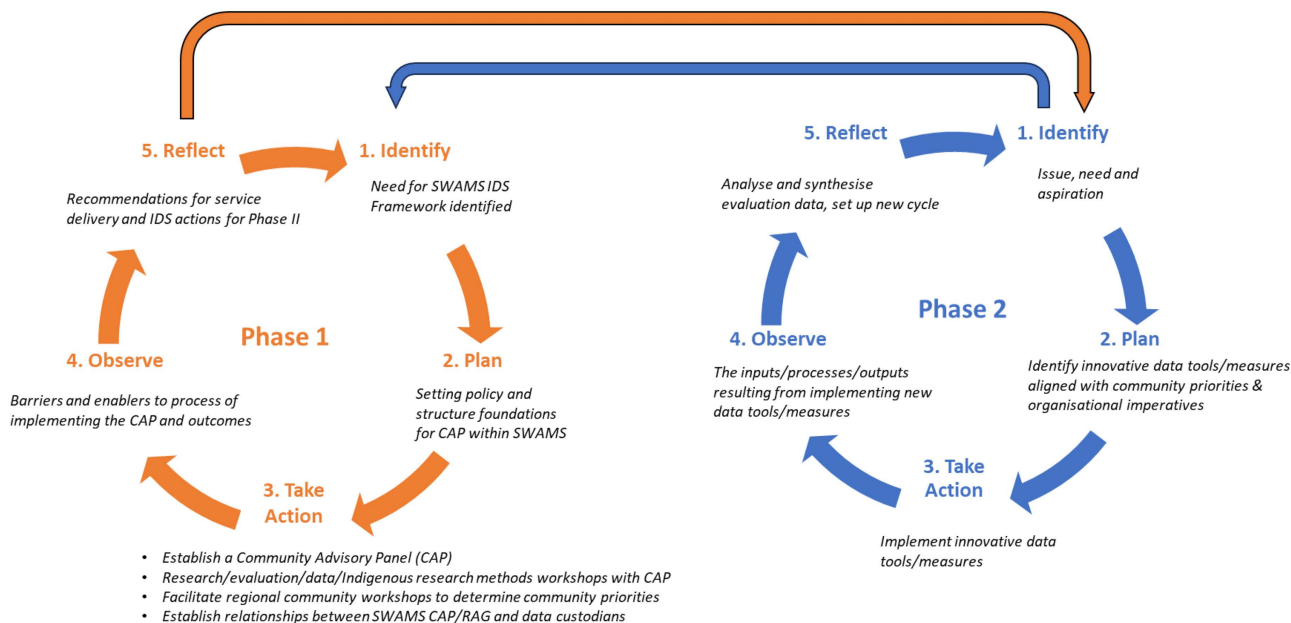 5. Reflect
Recommendations for service
delivery and IDS actions for Phase II
1. Identify
Need for SWAMS IDS
Framework identified
Phase 1
4. Observe
Barriers and enablers to process of
implementing the CAP and outcomes
2. Plan
Setting policy and
structure foundations
for CAP within SWAMS
3. Take
Action
• Establish a Community Advisory Panel (CAP)
• Research/evaluation/data/Indigenous research methods workshops with CAP
• Facilitate regional community workshops to determine community priorities
• Establish relationships between SWAMS CAP/RAG and data custodians
5. Reflect
Analyse and synthesise
evaluation data, set up new cycle
1. Identify
Issue, need and
aspiration
Phase 2
4. Observe
The inputs/processes/outputs
resulting from implementing new
data tools/measures
2. Plan
Identify innovative data tools/measures
aligned with community priorities &
organisational imperatives
3. Take
Action
Implement innovative data
tools/measures